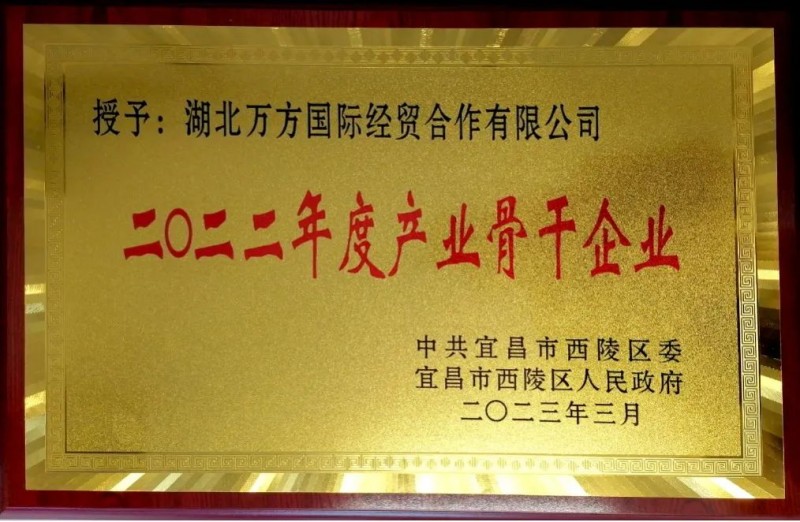 授予：湖北万方国际经贸合作有限公司
二〇二二年度产业骨干企业
中共宜昌市西陵区委
宜昌市西陵区人民政府
二〇二三年三月